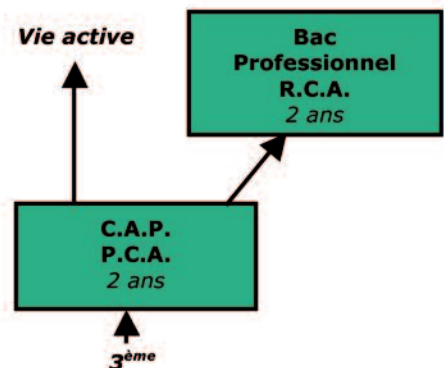 Vie active
Bac
Professionnel
R.C.A.
2 ans
C.A.P.
P.C.A.
2 ans
3ème